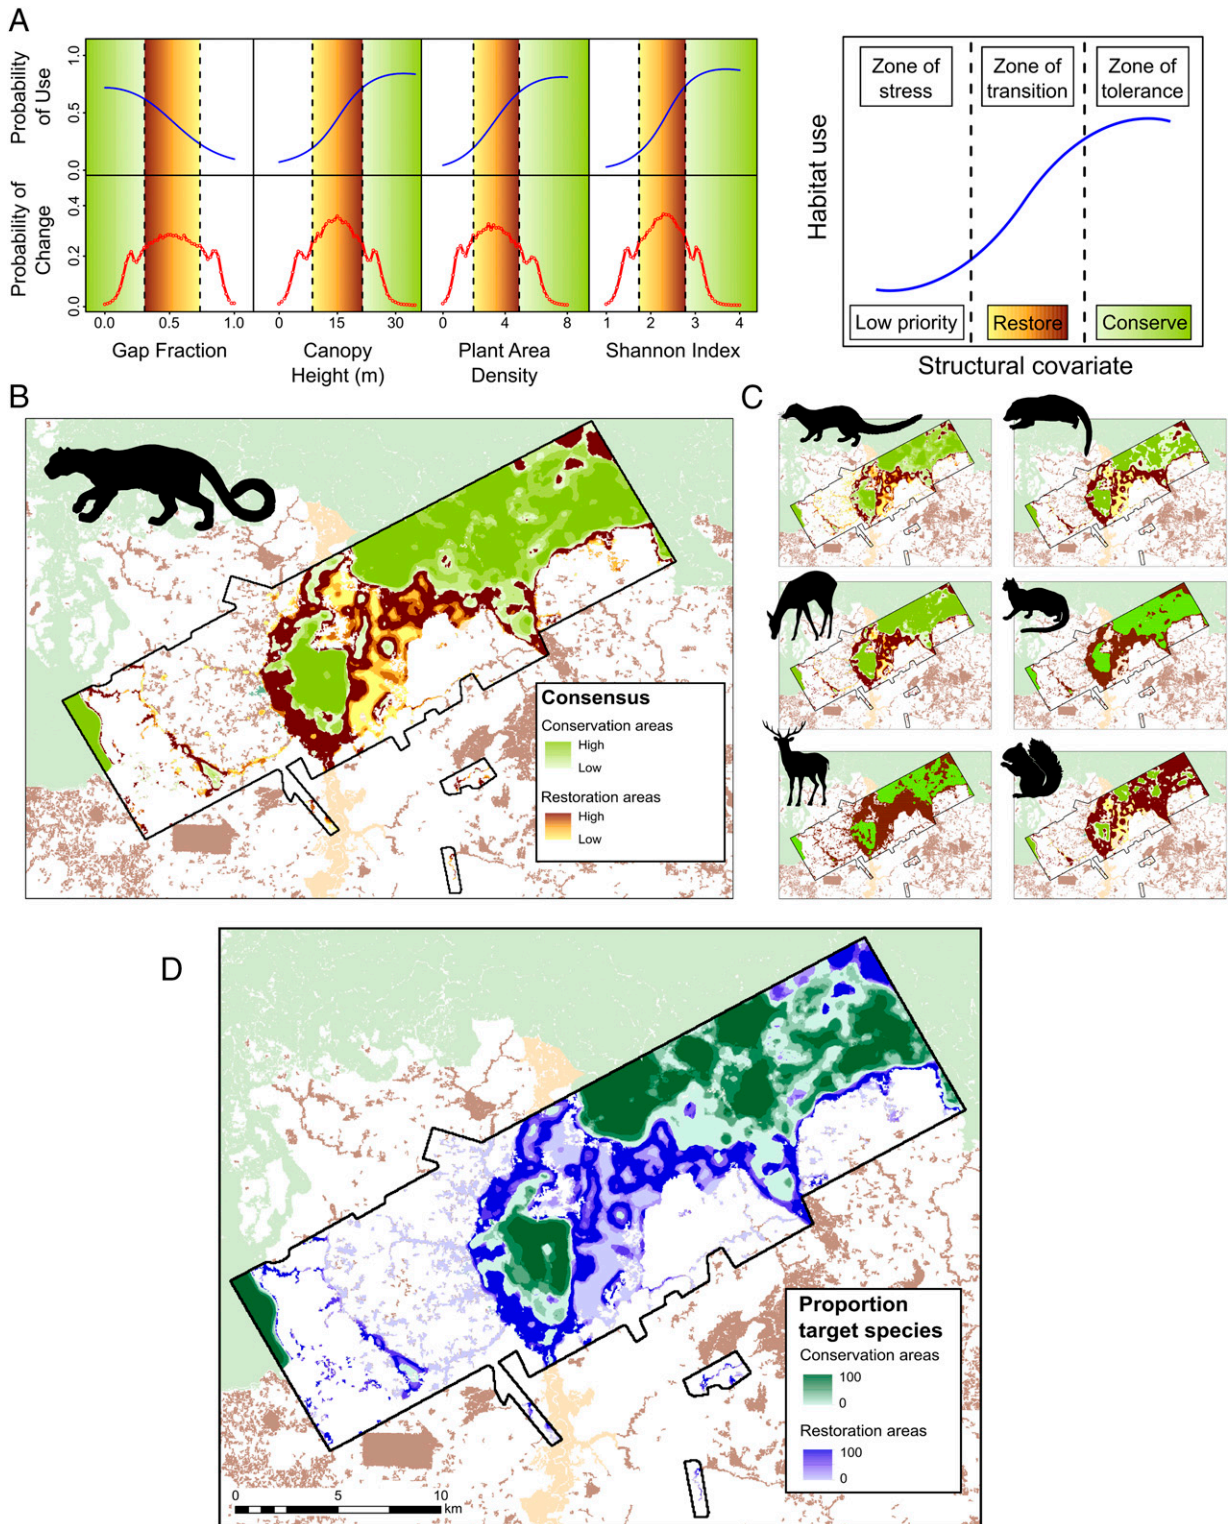 A
Probability
of Use
1.0
0.5
0.0
Probability of
Change
0.4
0.2
0.0
0.0 0.5 1.0
0 15 30
0 4 8
1 2 3 4
Gap Fraction
Canopy
Height (m)
Plant Area
Density
Shannon Index
Habitat use
Zone of
stress
Zone of
transition
Zone of
tolerance
Low priority
Restore
Conserve
Structural covariate
B
Consensus
Conservation areas
High
Low
Restoration areas
High
Low
C
D
Proportion
target species
Conservation areas
100
0
Restoration areas
100
0
0 5 10
km